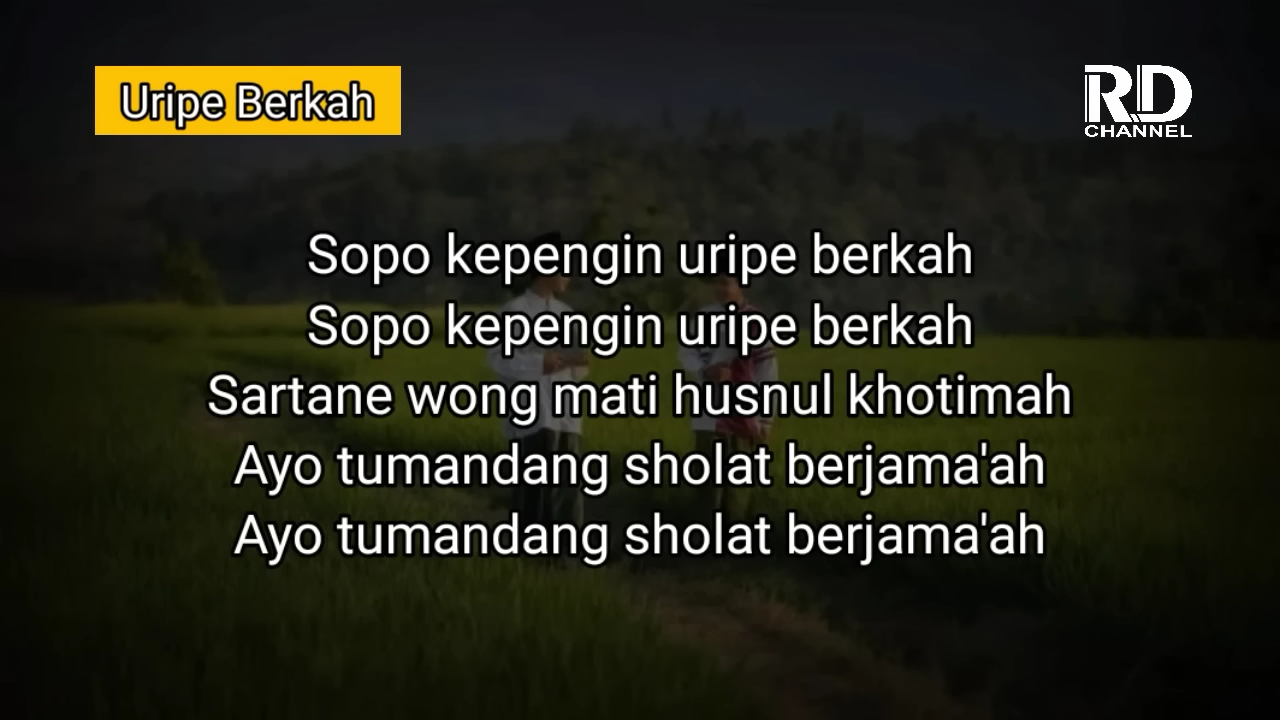 Uripe Berkah
RD
CHANNEL
Sopo kepengin uripe berkah
Sopo kepengin uripe berkah
Sartane wong mati husnul khotimah
Ayo tumandang sholat berjama'ah
Ayo tumandang sholat berjama'ah